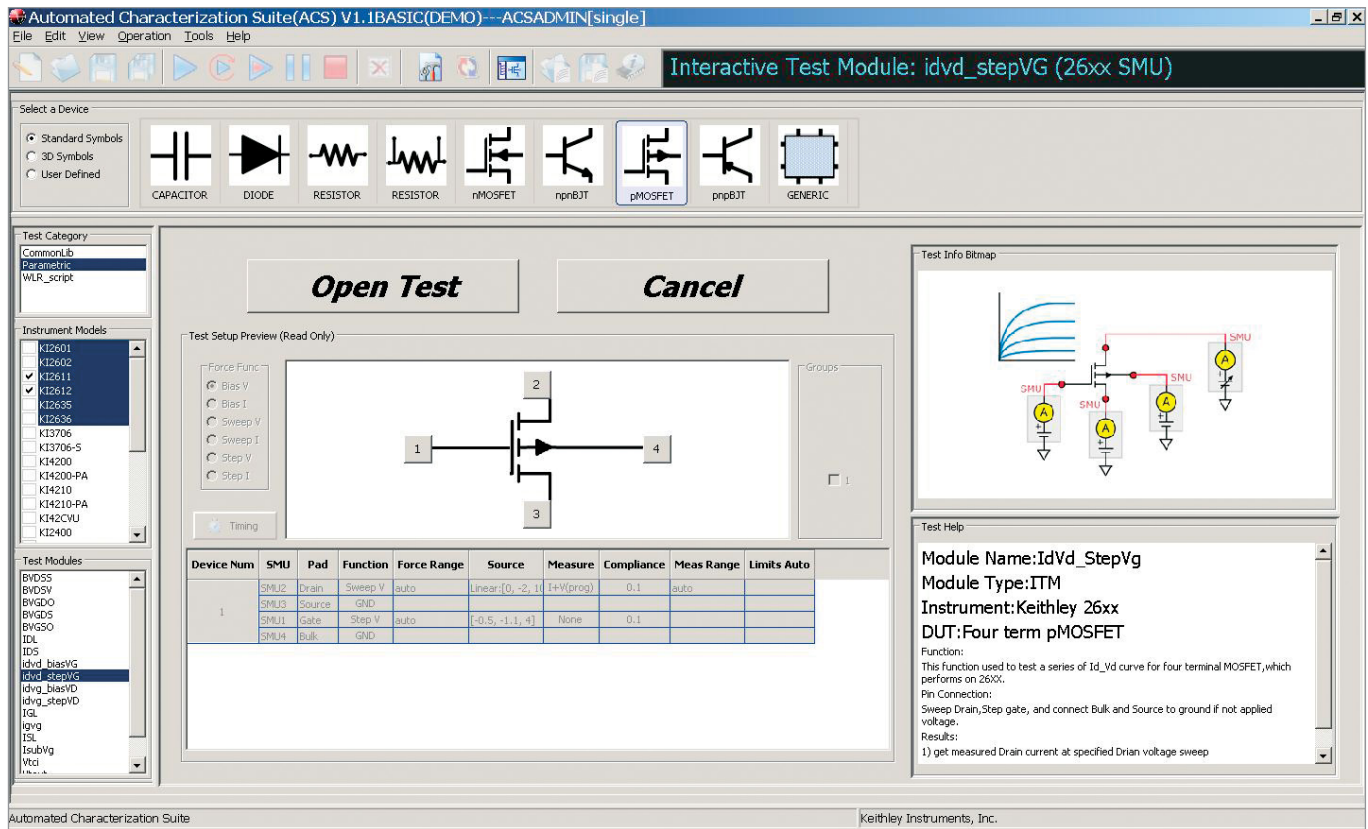 Automated Characterization Suite(ACS) V1.1BASIC(DEMO)---ACSADMIN[single]
File Edit View Operation Tools Help
Interactive Test Module: idvd_stepVG (26xx SMU)
Select a Device
Standard Symbols
3D Symbols
User Defined
CAPACITOR DIODE RESISTOR RESISTOR nMOSFET npnBJT pMOSFET pnpBJT GENERIC
Test Category
CommonLib
Parametric
WLR_script
Instrument Models
KI2601
KI2602
KI2611
KI2612
KI2635
KI2636
KI3706
KI3706-S
KI4200
KI4200-PA
KI4210
KI4210-PA
KI42CVU
KI2400
Test Modules
BVDSS
BVDSV
BVGDO
BVGDS
BVGSO
IDL
IDS
idvd_biasVG
idvd_stepVG
idvg_biasVD
idvg_stepVD
IGL
igvg
ISL
IsubVg
Vtci
Open Test Cancel
Test Setup Preview (Read Only)
Force Func
Bias V
Bias I
Sweep V
Sweep I
Step V
Step I
Timing
2
1
4
3
Groups
1
Device Num SMU Pad Function Force Range Source Measure Compliance Meas Range Limits Auto
1
SMU2 Drain Sweep V auto Linear:[0, -2, 10 I+V(prog) 0.1 auto
SMU3 Source GND
SMU1 Gate Step V auto [-0.5, -1.1, 4] None 0.1
SMU4 Bulk GND
Test Info Bitmap
SMU
A
SMU
A
SMU
A
SMU
A
Test Help
Module Name:IdVd_StepVg
Module Type:ITM
Instrument:Keithley 26xx
DUT:Four term pMOSFET
Function:
This function used to test a series of Id_Vd curve for four terminal MOSFET,which
performs on 26XX.
Pin Connection:
Sweep Drain,Step gate, and connect Bulk and Source to ground if not applied
voltage.
Results:
1) get measured Drain current at specified Drian voltage sweep
Automated Characterization Suite
Keithley Instruments, Inc.